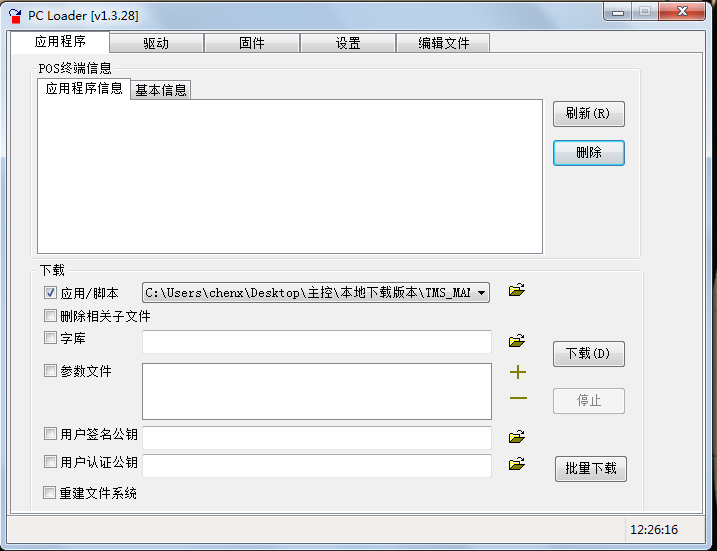 PC Loader [v1.3.28]
应用程序 驱动 固件 设置 编辑文件
POS终端信息
应用程序信息 基本信息
刷新(R)
删除
下载
应用/脚本 C:\Users\chenx\Desktop\主控\本地下载版本\TMS_MAI
删除相关子文件
字库
下载(D)
参数文件
停止
用户签名公钥
用户认证公钥
批量下载
重建文件系统
12:26:16